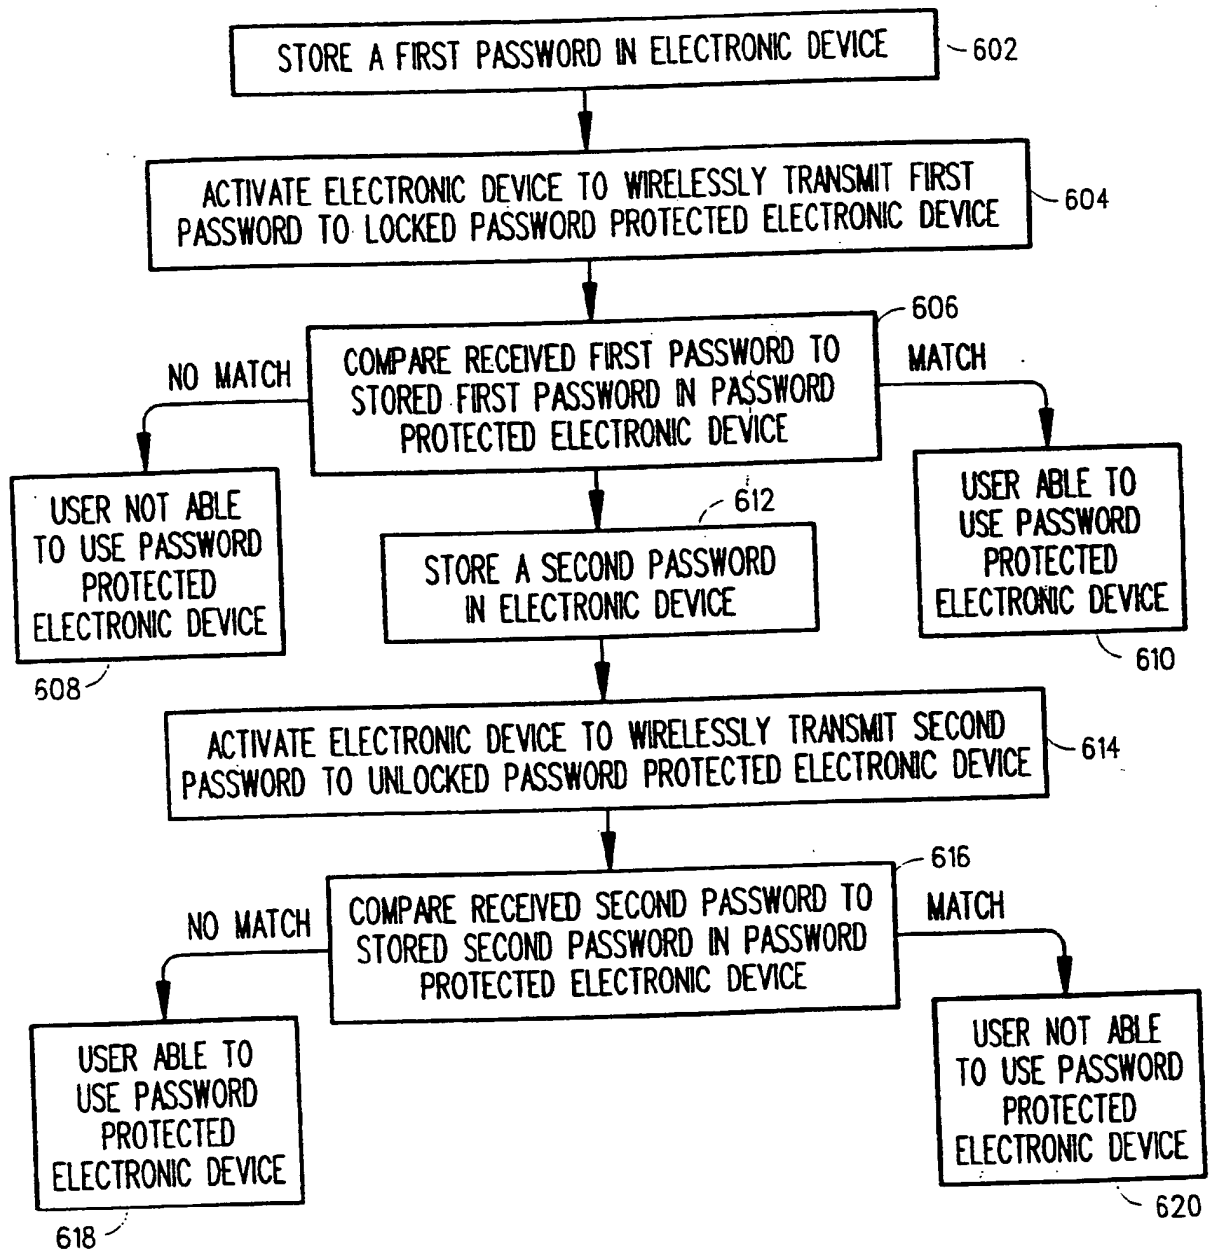 STORE A FIRST PASSWORD IN ELECTRONIC DEVICE
602
ACTIVATE ELECTRONIC DEVICE TO WIRELESSLY TRANSMIT FIRST
PASSWORD TO LOCKED PASSWORD PROTECTED ELECTRONIC DEVICE
604
606
COMPARE RECEIVED FIRST PASSWORD TO
STORED FIRST PASSWORD IN PASSWORD
PROTECTED ELECTRONIC DEVICE
NO MATCH
MATCH
USER NOT ABLE
TO USE PASSWORD
PROTECTED
ELECTRONIC DEVICE
608
USER ABLE TO
USE PASSWORD
PROTECTED
ELECTRONIC DEVICE
610
612
STORE A SECOND PASSWORD
IN ELECTRONIC DEVICE
ACTIVATE ELECTRONIC DEVICE TO WIRELESSLY TRANSMIT SECOND
PASSWORD TO UNLOCKED PASSWORD PROTECTED ELECTRONIC DEVICE
614
616
COMPARE RECEIVED SECOND PASSWORD TO
STORED SECOND PASSWORD IN PASSWORD
PROTECTED ELECTRONIC DEVICE
NO MATCH
MATCH
USER ABLE TO
USE PASSWORD
PROTECTED
ELECTRONIC DEVICE
618
USER NOT ABLE
TO USE PASSWORD
PROTECTED
ELECTRONIC DEVICE
620